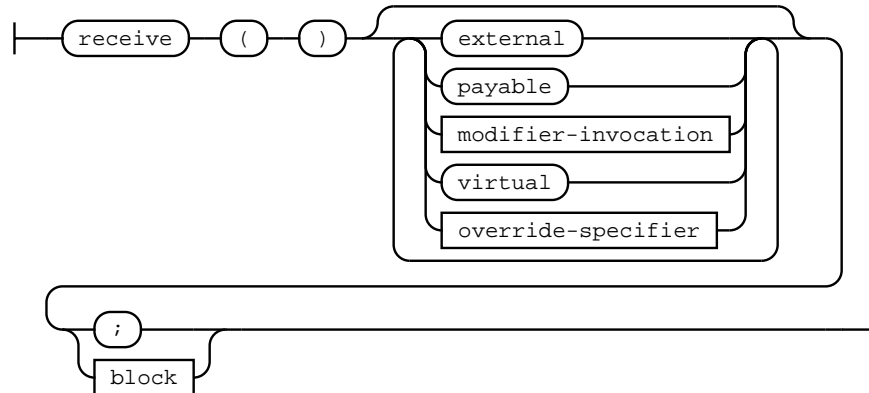 receive ( ) external
payable
modifier-invocation
virtual
override-specifier
;
block